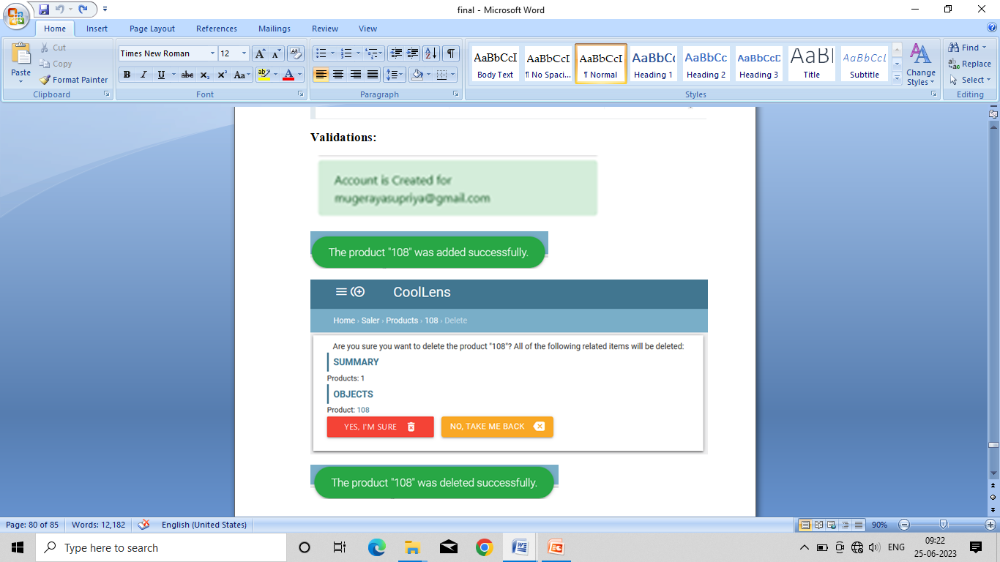 final - Microsoft Word
Home Insert Page Layout References Mailings Review View
Paste
Cut
Copy
Format Painter
Clipboard
Times New Roman 12
B I U abc x₂ x² Aa
Font
Paragraph
AaBbCcI AaBbCcI AaBbCcI AaBbCc AaBbCc AaBbCcD AaBl AaBbCcL
Body Text ¶ No Spaci... ¶ Normal Heading 1 Heading 2 Heading 3 Title Subtitle
Change Styles
Styles
Find
Replace
Select
Editing
Validations:
Account is Created for
mugerayasupriya@gmail.com
The product "108" was added successfully.
CoolLens
Home › Saler › Products › 108 › Delete
Are you sure you want to delete the product "108"? All of the following related items will be deleted:
SUMMARY
Products: 1
OBJECTS
Product: 108
YES, I'M SURE NO, TAKE ME BACK
The product "108" was deleted successfully.
Page: 80 of 85 Words: 12,182 English (United States) 90%
Type here to search
ENG
09:22
25-06-2023